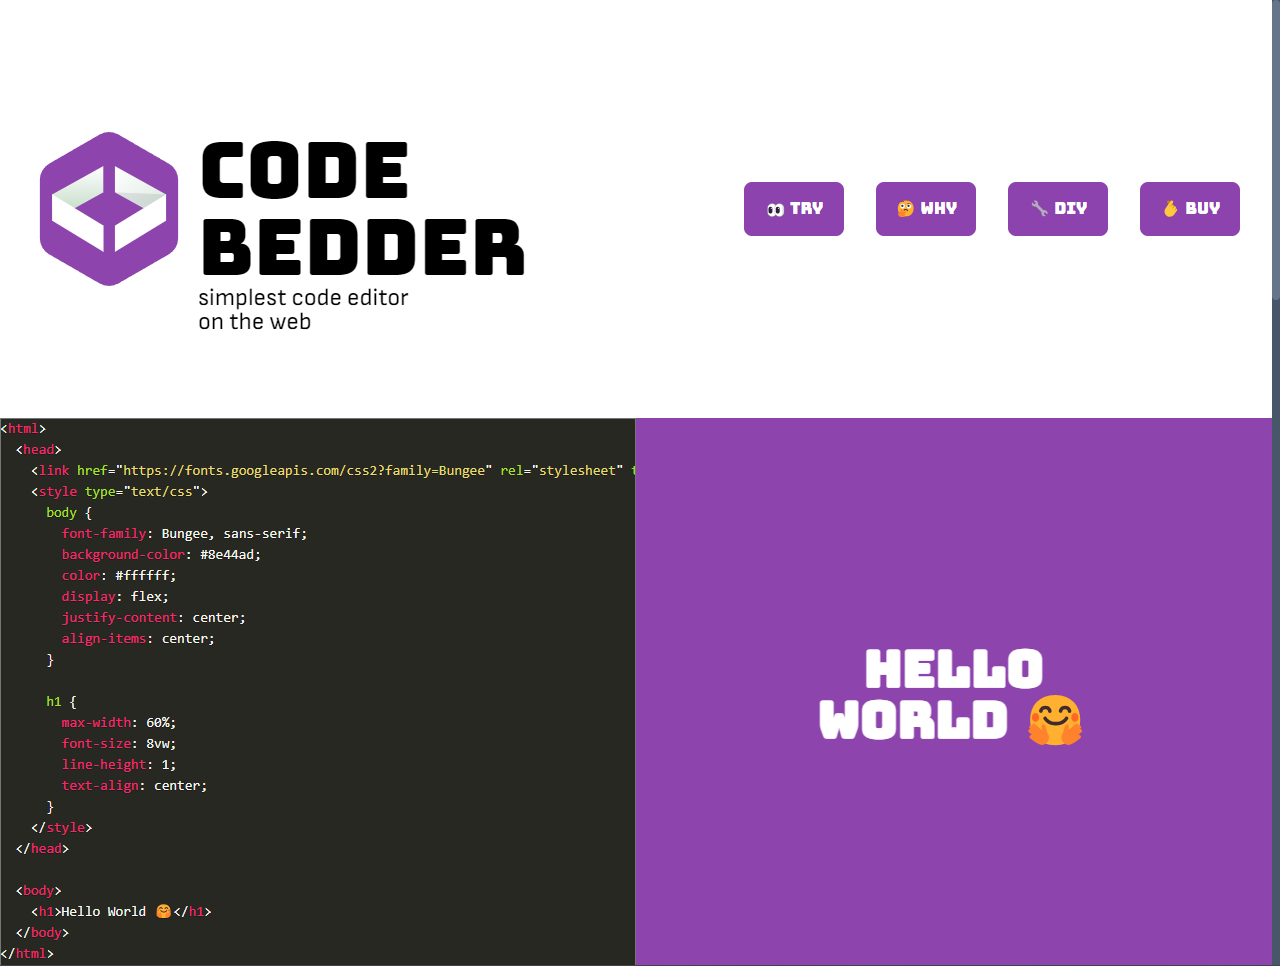 CODE
BEDDER
simplest code editor
on the web
👀 TRY
🤔 WHY
🔧 DIY
🫰 BUY
<html>
  <head>
    <link href="https://fonts.googleapis.com/css2?family=Bungee" rel="stylesheet" t
    <style type="text/css">
      body {
        font-family: Bungee, sans-serif;
        background-color: #8e44ad;
        color: #ffffff;
        display: flex;
        justify-content: center;
        align-items: center;
      }

      h1 {
        max-width: 60%;
        font-size: 8vw;
        line-height: 1;
        text-align: center;
      }
    </style>
  </head>

  <body>
    <h1>Hello World 🤗</h1>
  </body>
</html>
HELLO
WORLD 🤗